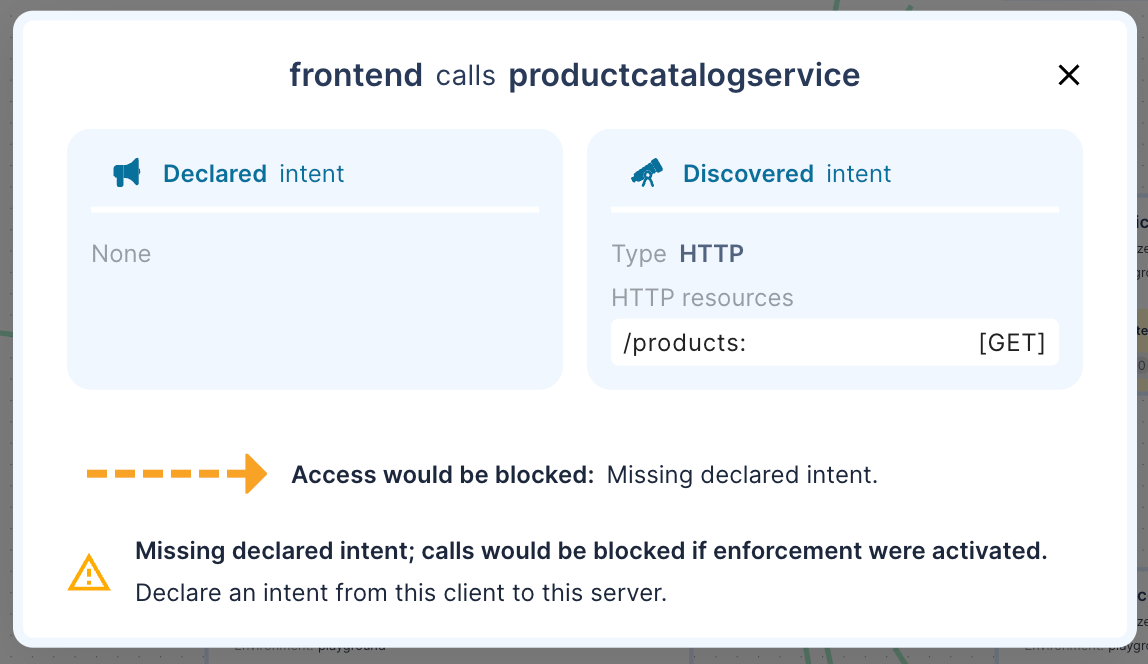 frontend calls productcatalogservice
Declared intent
None
Discovered intent
Type HTTP
HTTP resources
/products: [GET]
Access would be blocked: Missing declared intent.
Missing declared intent; calls would be blocked if enforcement were activated.
Declare an intent from this client to this server.
Environment: playground